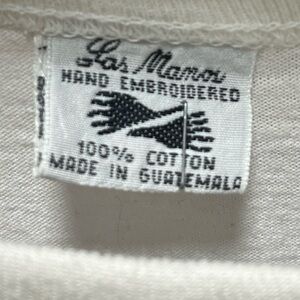 Las Manos
HAND EMBROIDERED
100% COTTON
MADE IN GUATEMALA